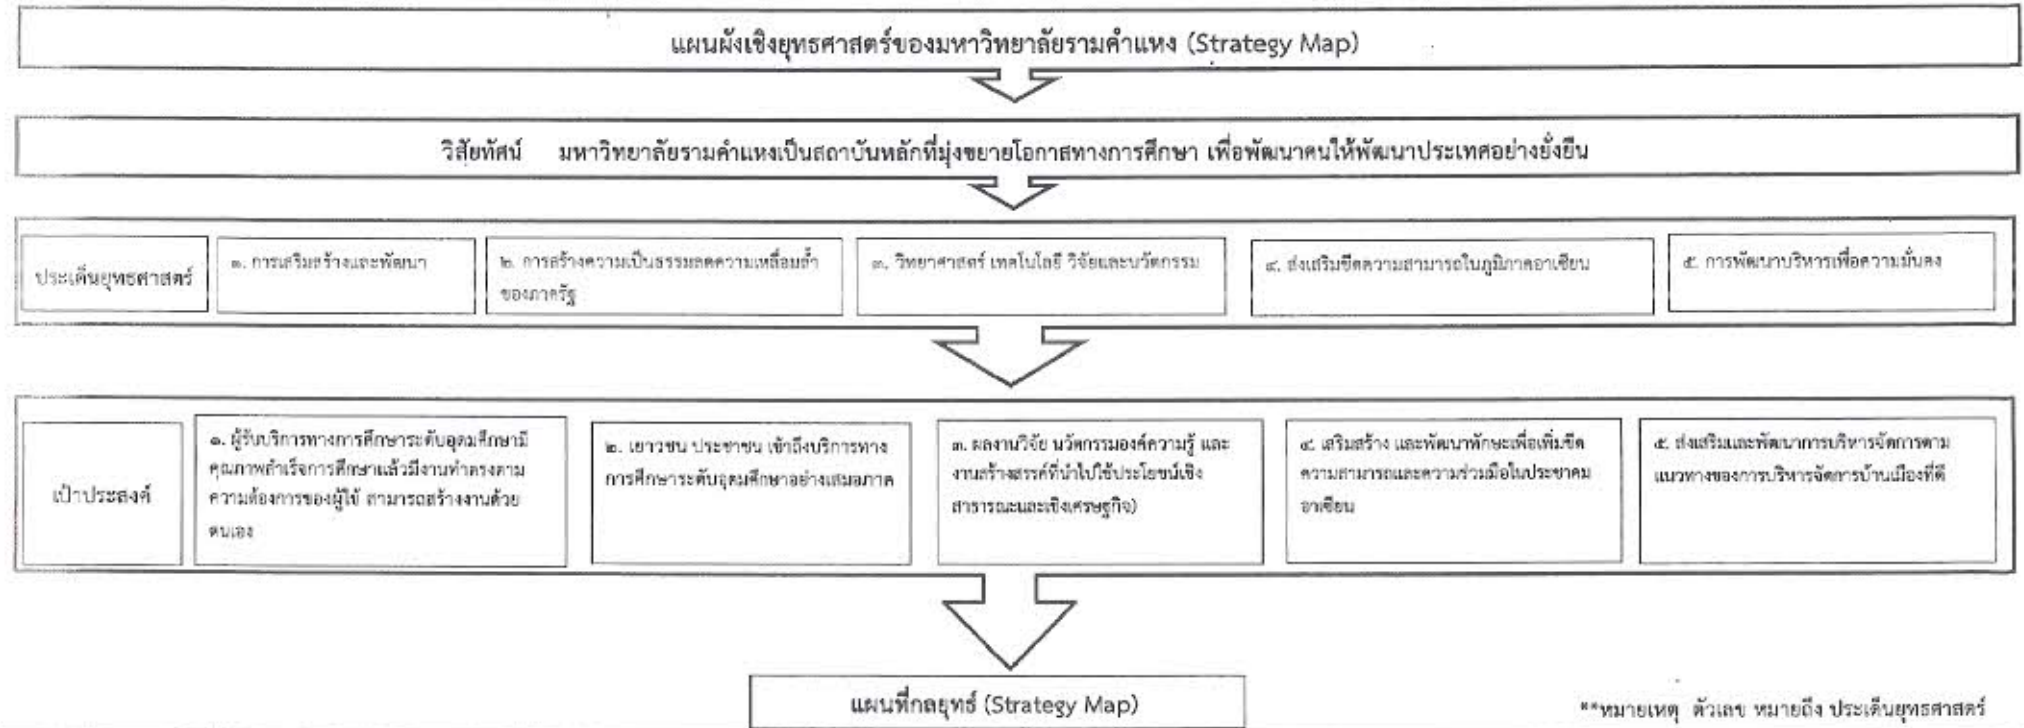 แผนผังเชิงยุทธศาสตร์ของมหาวิทยาลัยรามคำแหง (Strategy Map)
วิสัยทัศน์ มหาวิทยาลัยรามคำแหงเป็นสถาบันหลักที่มุ่งขยายโอกาสทางการศึกษา เพื่อพัฒนาคนให้พัฒนาประเทศอย่างยั่งยืน
ประเด็นยุทธศาสตร์
๑. การเสริมสร้างและพัฒนา
๒. การสร้างความเป็นธรรมลดความเหลื่อมล้ำ
ของภาครัฐ
๓. วิทยาศาสตร์ เทคโนโลยี วิจัยและนวัตกรรม
๔. ส่งเสริมขีดความสามารถในภูมิภาคอาเซียน
๕. การพัฒนาบริหารเพื่อความมั่นคง
เป้าประสงค์
๑. ผู้รับบริการทางการศึกษาระดับอุดมศึกษามี
คุณภาพสำเร็จการศึกษาแล้วมีงานทำตรงตาม
ความต้องการของผู้ใช้ สามารถสร้างงานด้วย
ตนเอง
๒. เยาวชน ประชาชน เข้าถึงบริการทาง
การศึกษาระดับอุดมศึกษาอย่างเสมอภาค
๓. ผลงานวิจัย นวัตกรรมองค์ความรู้ และ
งานสร้างสรรค์ที่นำไปใช้ประโยชน์เชิง
สาธารณะและเชิงเศรษฐกิจ)
๔. เสริมสร้าง และพัฒนาทักษะเพื่อเพิ่มขีด
ความสามารถและความร่วมมือในประชาคม
อาเซียน
๕. ส่งเสริมและพัฒนาการบริหารจัดการตาม
แนวทางของการบริหารจัดการบ้านเมืองที่ดี
แผนที่กลยุทธ์ (Strategy Map)
**หมายเหตุ ตัวเลข หมายถึง ประเด็นยุทธศาสตร์